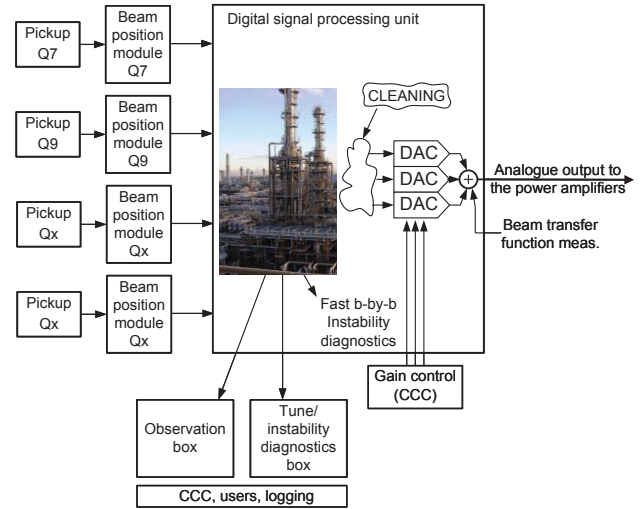 Digital signal processing unit
Pickup
Q7
Beam
position
module
Q7
Pickup
Q9
Beam
position
module
Q9
Pickup
Qx
Beam
position
module
Qx
Pickup
Qx
Beam
position
module
Qx
CLEANING
DAC
DAC
DAC
+
Analogue output to
the power amplifiers
Beam transfer
function meas.
Fast b-by-b
Instability
diagnostics
Gain control
(CCC)
Observation
box
Tune/
instability
diagnostics
box
CCC, users, logging